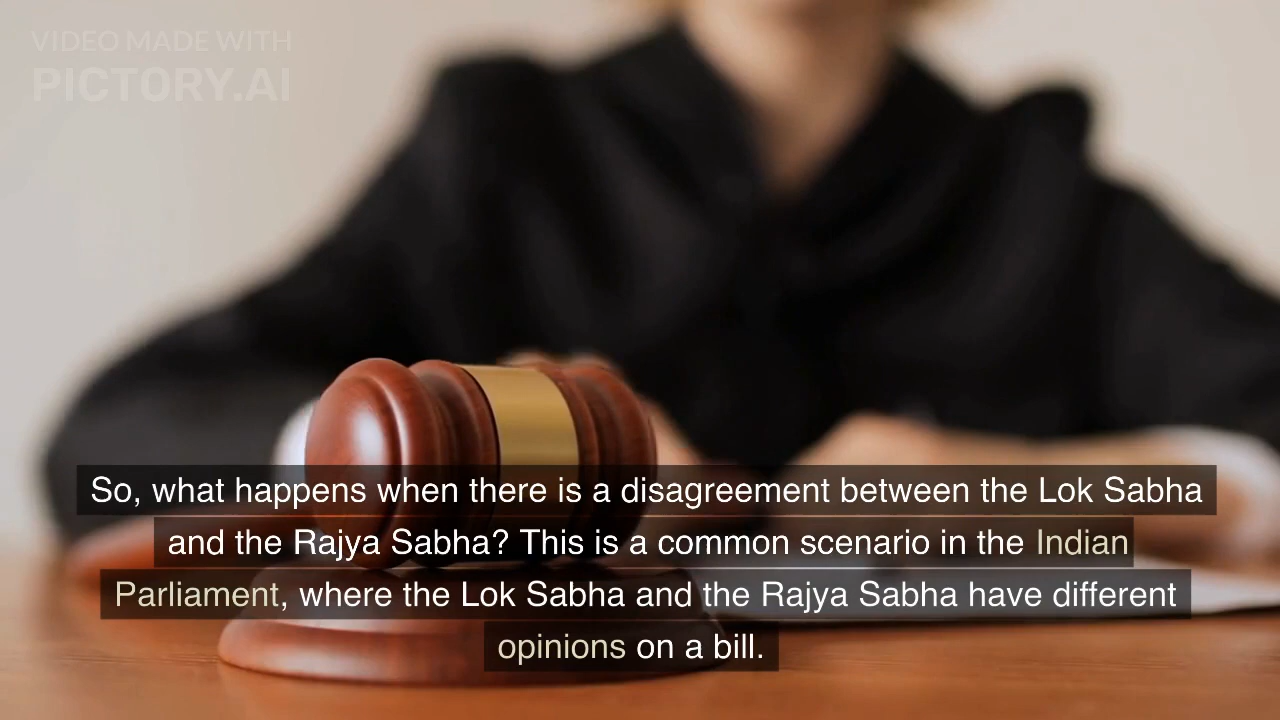 VIDEO MADE WITH
PICTORY.AI
So, what happens when there is a disagreement between the Lok Sabha
and the Rajya Sabha? This is a common scenario in the Indian
Parliament, where the Lok Sabha and the Rajya Sabha have different
opinions on a bill.